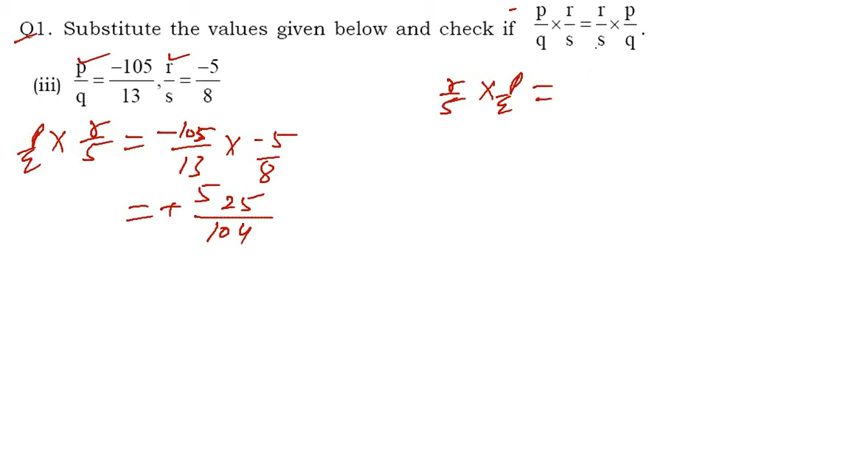 Q1. Substitute the values given below and check if p/q × r/s = r/s × p/q.
(iii) p/q = −105/13, r/s = −5/8
p/q × r/s = −105/13 × −5/8
= + 525/104
r/s × p/q =